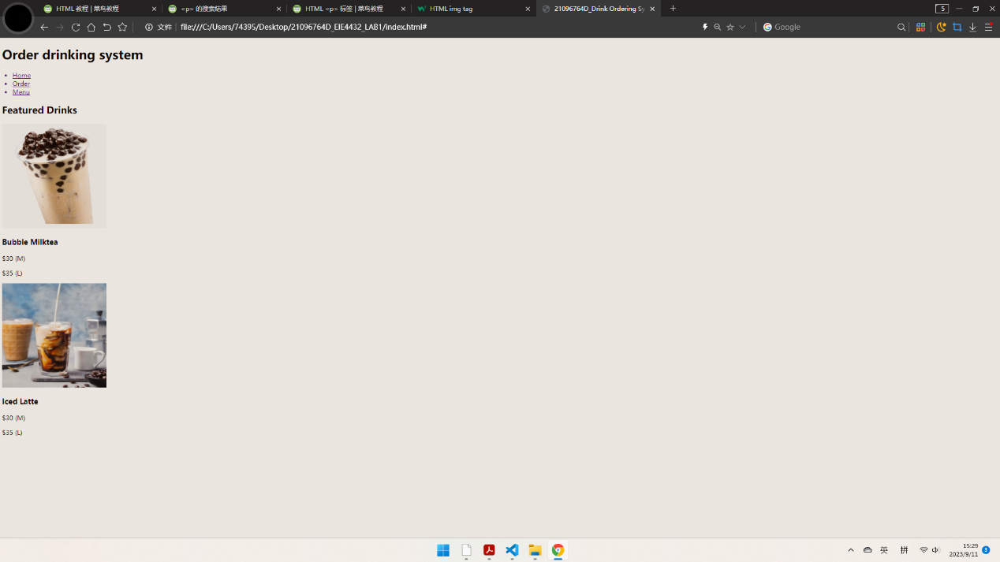 HTML 教程 | 菜鸟教程
<p> 的搜索结果
HTML <p> 标签 | 菜鸟教程
HTML img tag
21096764D_Drink Ordering Sy
5
文件
file:///C:/Users/74395/Desktop/21096764D_EIE4432_LAB1/index.html#
Google
Order drinking system
Home
Order
Menu
Featured Drinks
Bubble Milktea
$30 (M)
$35 (L)
Iced Latte
$30 (M)
$35 (L)
英
拼
15:29
2023/9/11
3